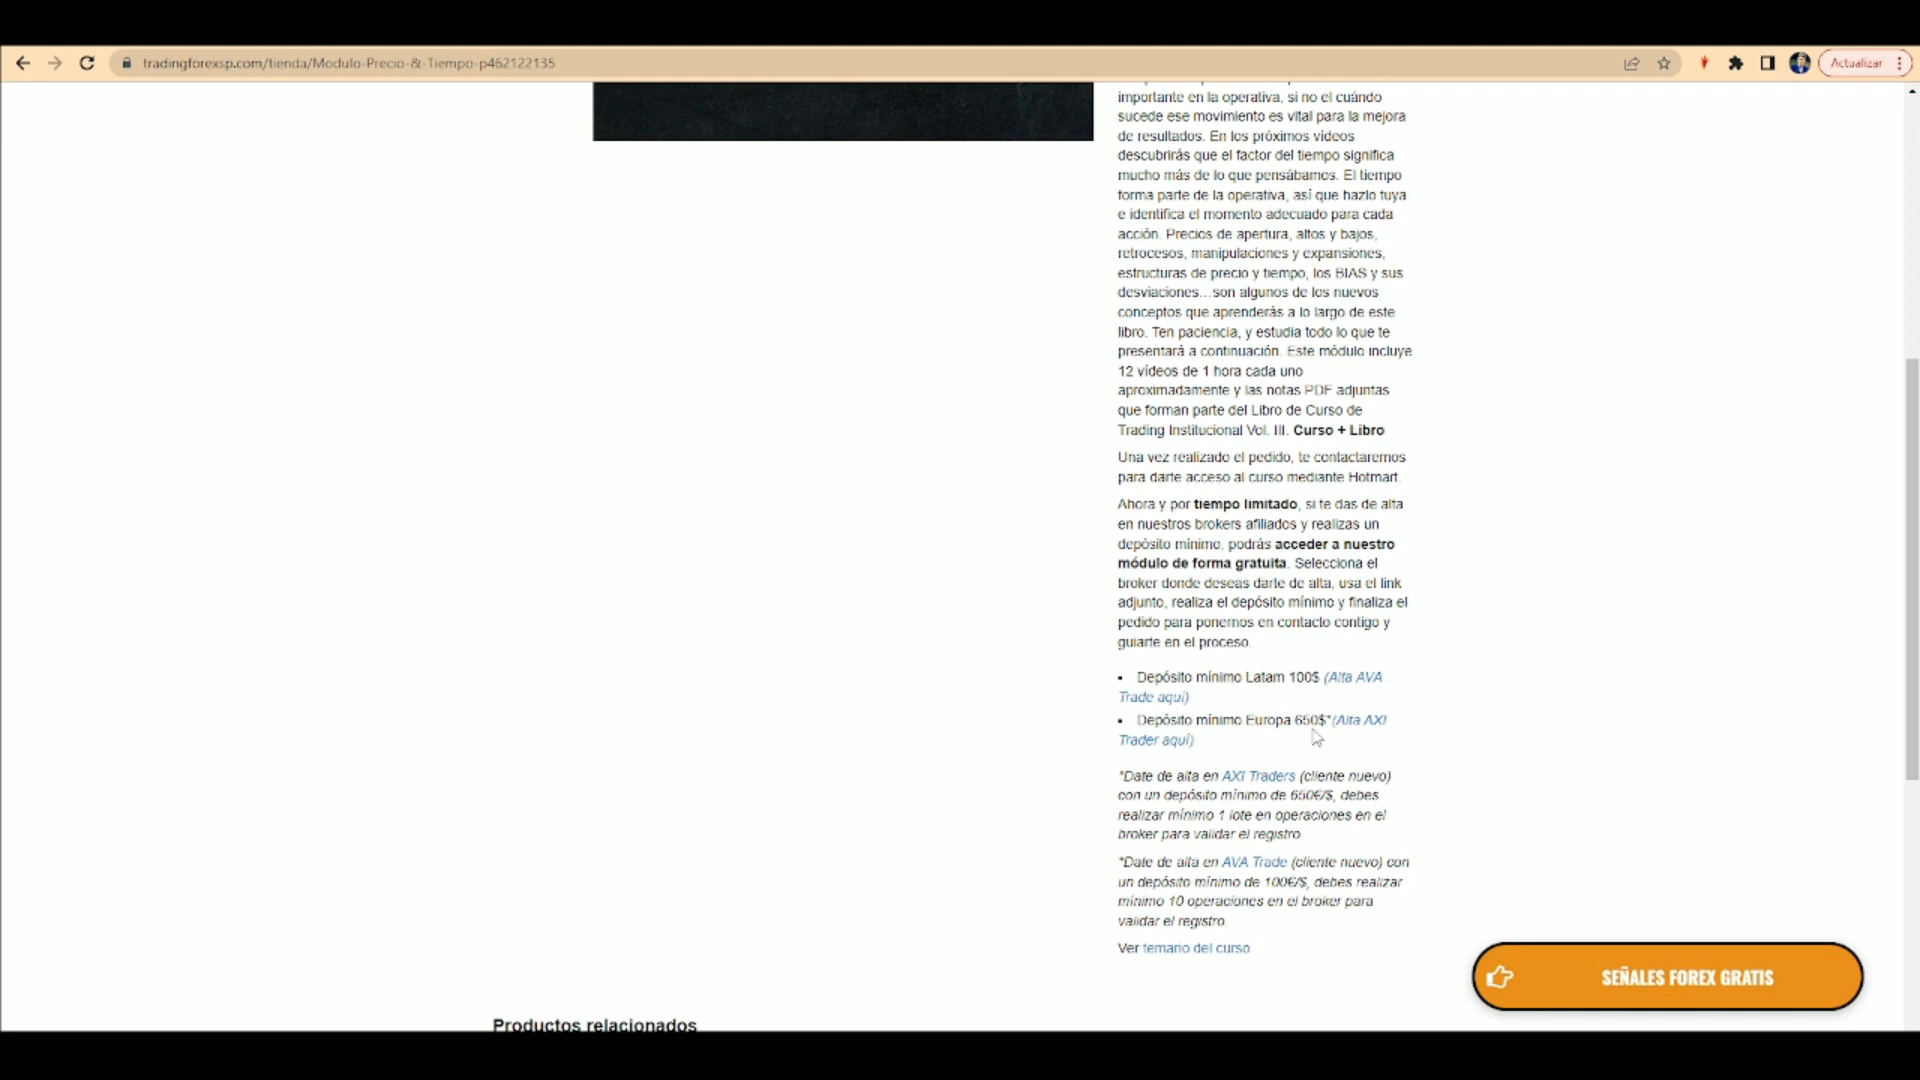 tradingforexsp.com/tienda/Modulo-Precio-&-Tiempo-p462122135
Actualizar
importante en la operativa, si no el cuándo
sucede ese movimiento es vital para la mejora
de resultados. En los próximos vídeos
descubrirás que el factor del tiempo significa
mucho más de lo que pensábamos. El tiempo
forma parte de la operativa, así que hazlo tuya
e identifica el momento adecuado para cada
acción. Precios de apertura, altos y bajos,
retrocesos, manipulaciones y expansiones,
estructuras de precio y tiempo, los BIAS y sus
desviaciones…son algunos de los nuevos
conceptos que aprenderás a lo largo de este
libro. Ten paciencia, y estudia todo lo que te
presentará a continuación. Este módulo incluye
12 vídeos de 1 hora cada uno
aproximadamente y las notas PDF adjuntas
que forman parte del Libro de Curso de
Trading Institucional Vol. III. Curso + Libro
Una vez realizado el pedido, te contactaremos
para darte acceso al curso mediante Hotmart.
Ahora y por tiempo limitado, si te das de alta
en nuestros brokers afiliados y realizas un
depósito mínimo, podrás acceder a nuestro
módulo de forma gratuita. Selecciona el
broker donde deseas darte de alta, usa el link
adjunto, realiza el depósito mínimo y finaliza el
pedido para ponernos en contacto contigo y
guiarte en el proceso.
• Depósito mínimo Latam 100$ (Alta AVA
Trade aquí)
• Depósito mínimo Europa 650$*(Alta AXI
Trader aquí)
*Date de alta en AXI Traders (cliente nuevo)
con un depósito mínimo de 650€/$, debes
realizar mínimo 1 lote en operaciones en el
broker para validar el registro
*Date de alta en AVA Trade (cliente nuevo) con
un depósito mínimo de 100€/$, debes realizar
mínimo 10 operaciones en el broker para
validar el registro.
Ver temario del curso
SEÑALES FOREX GRATIS
Productos relacionados